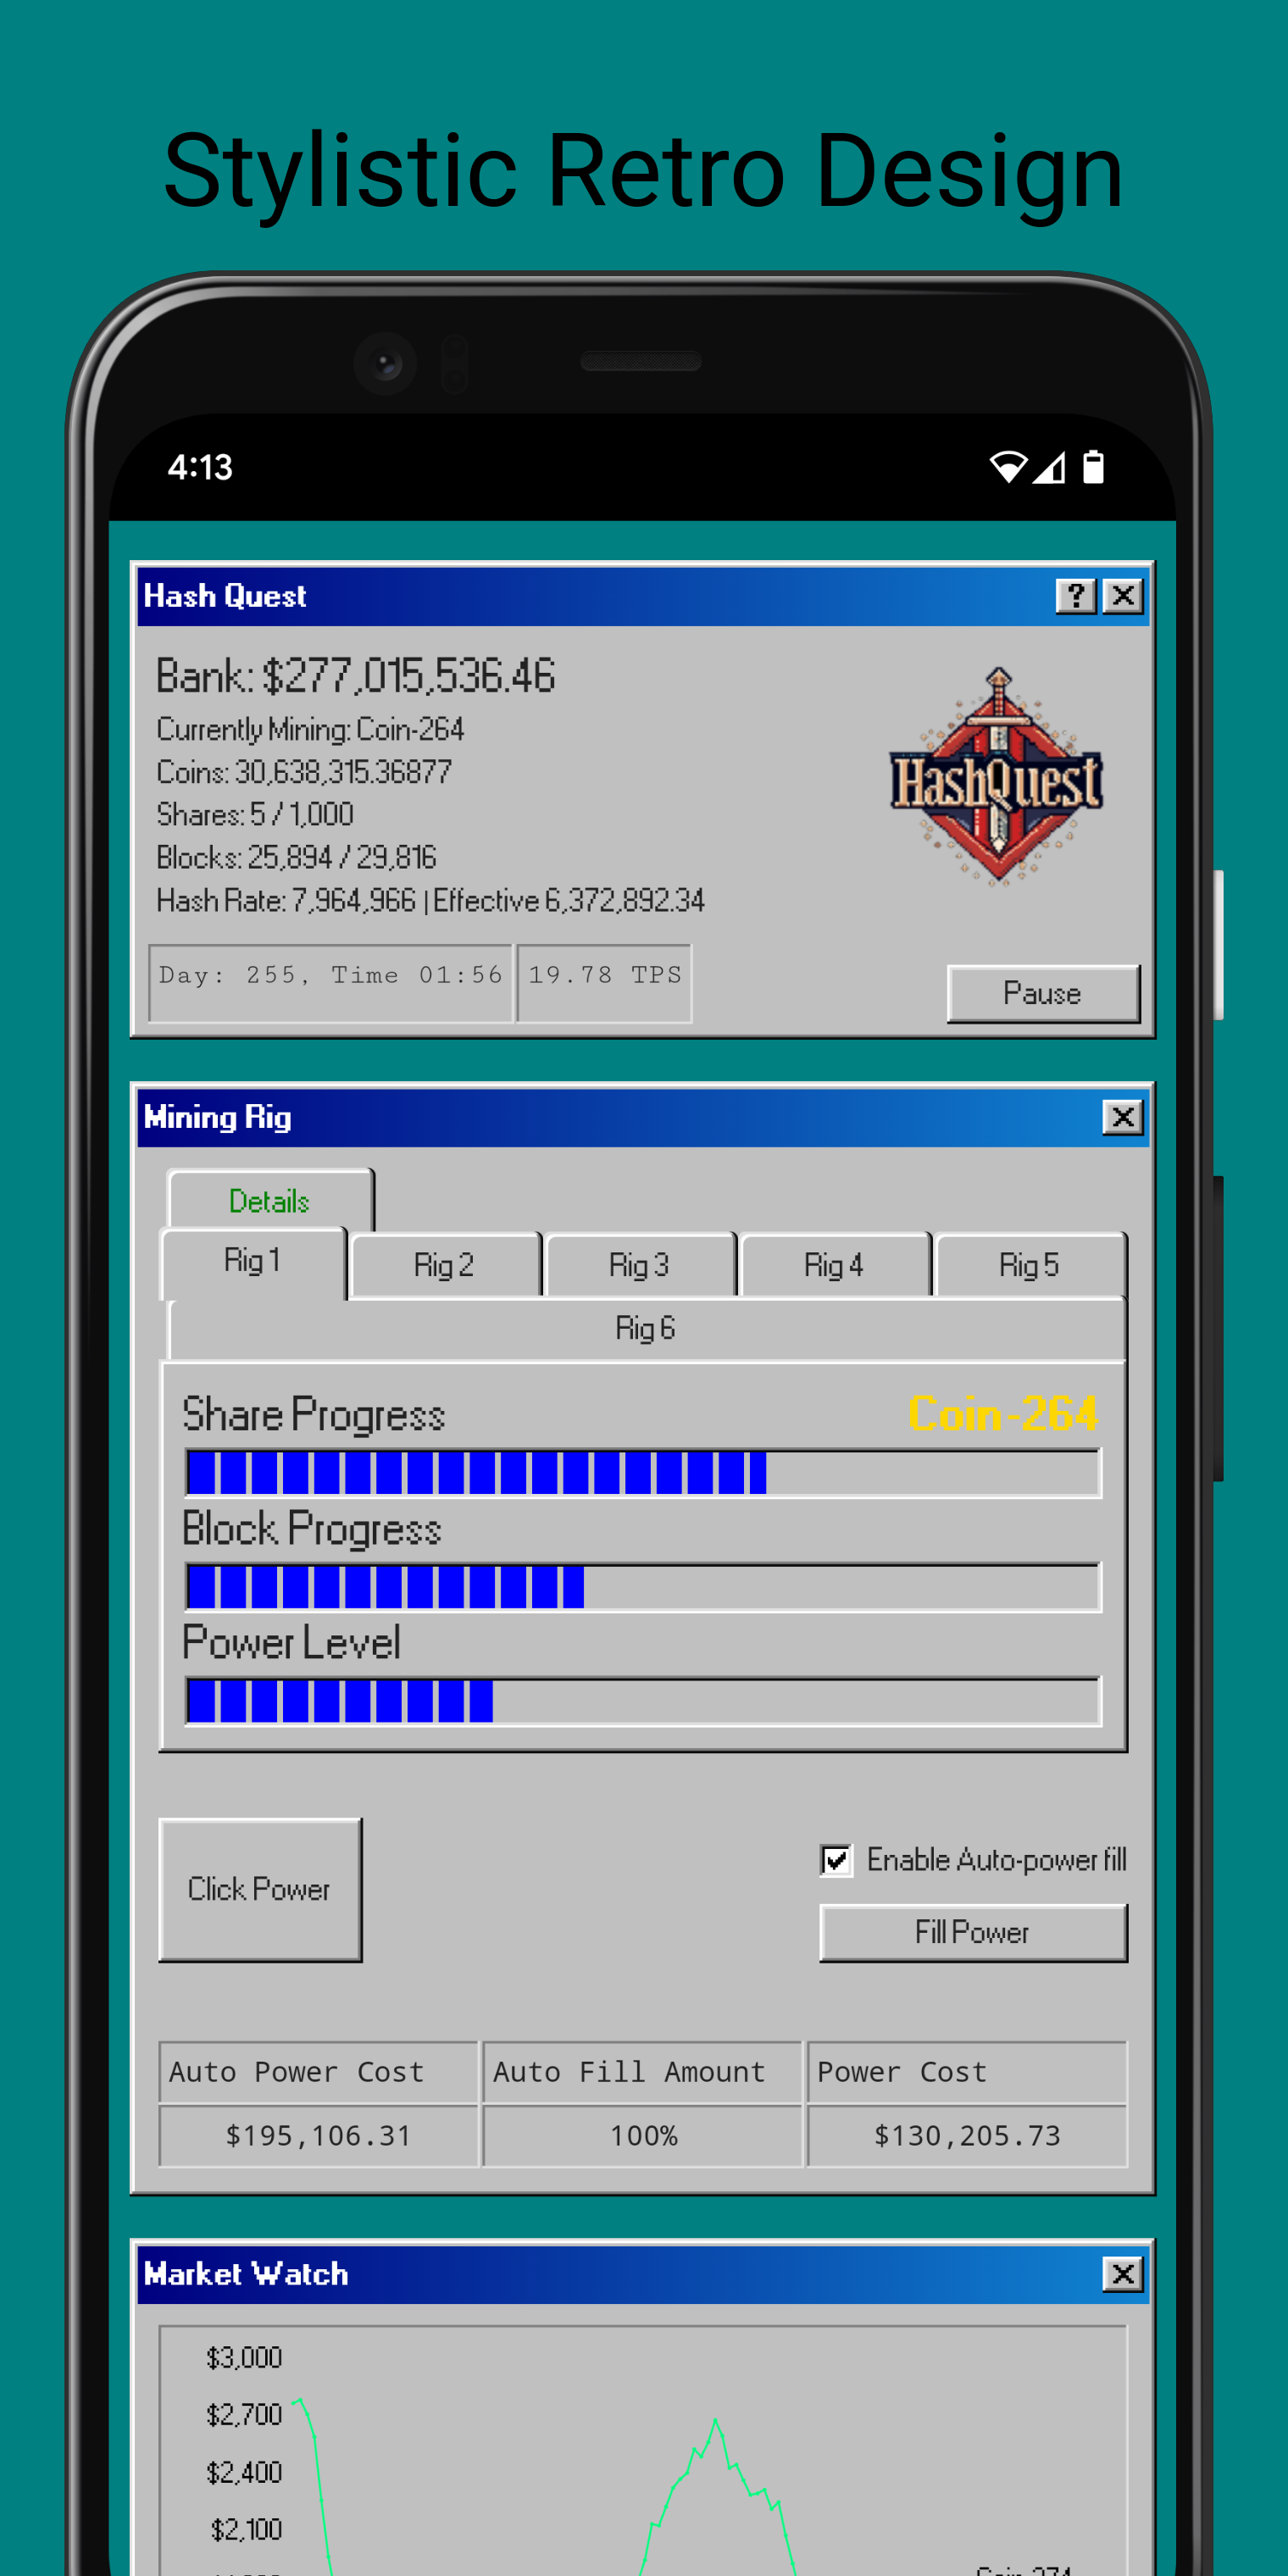 Stylistic Retro Design
4:13
Hash Quest
?
Bank: $277,015,536.46
Currently Mining: Coin-264
Coins: 30,638,315.36877
Shares: 5 / 1,000
Blocks: 25,894 / 29,816
Hash Rate: 7,964,966 | Effective 6,372,892.34
HashQuest
Day: 255, Time 01:56
19.78 TPS
Pause
Mining Rig
Details
Rig 1
Rig 2
Rig 3
Rig 4
Rig 5
Rig 6
Share Progress
Coin-264
Block Progress
Power Level
Click Power
Enable Auto-power fill
Fill Power
Auto Power Cost
Auto Fill Amount
Power Cost
$195,106.31
100%
$130,205.73
Market Watch
$3,000
$2,700
$2,400
$2,100